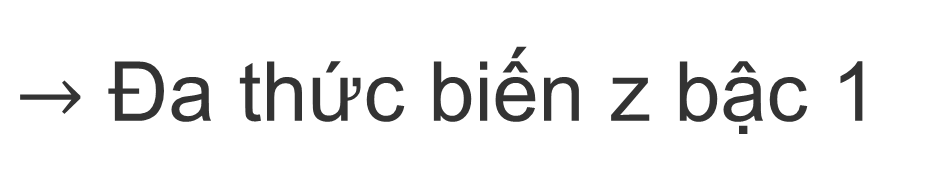 → Đa thức biến z bậc 1